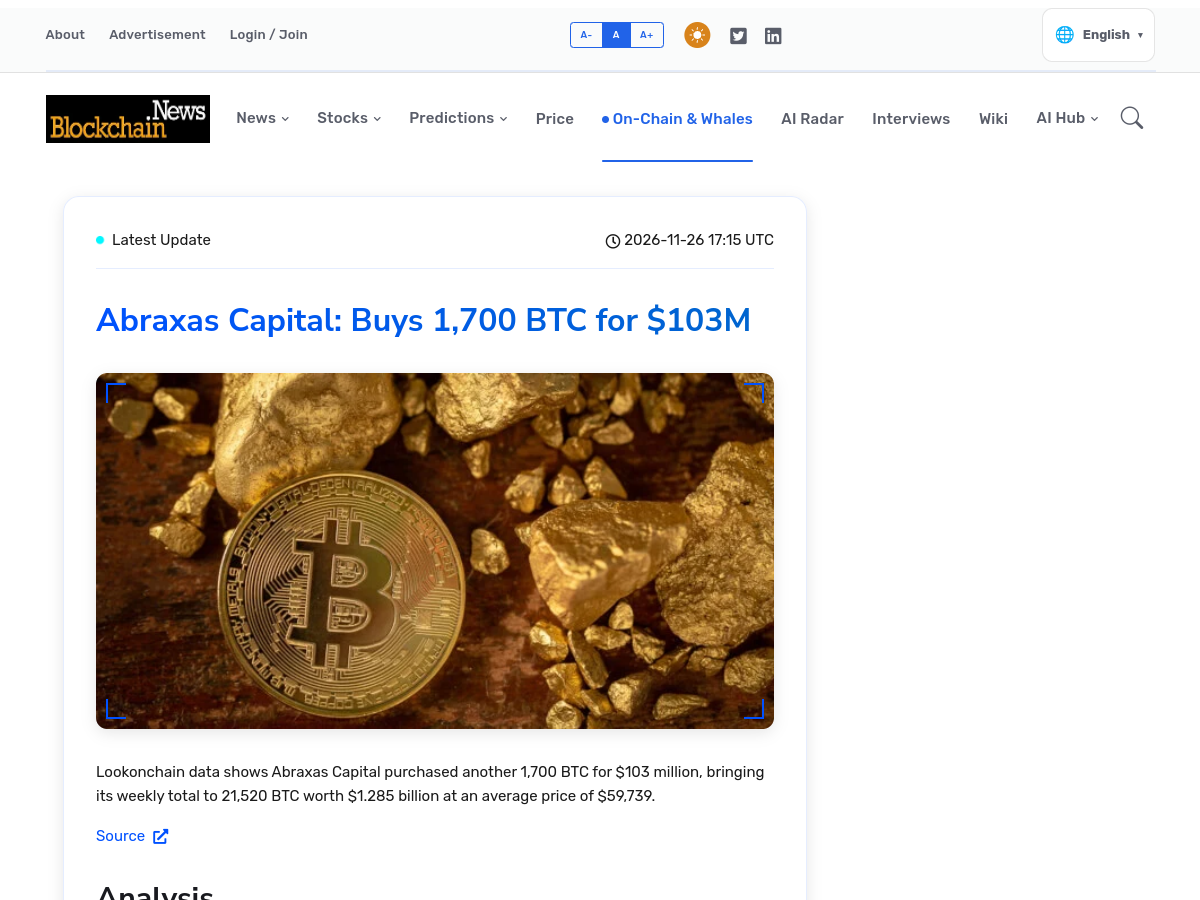 About Advertisement Login / Join A- A A+ English
Blockchain.News
News Stocks Predictions Price On-Chain & Whales AI Radar Interviews Wiki AI Hub
Latest Update 2026-11-26 17:15 UTC
Abraxas Capital: Buys 1,700 BTC for $103M
Lookonchain data shows Abraxas Capital purchased another 1,700 BTC for $103 million, bringing
its weekly total to 21,520 BTC worth $1.285 billion at an average price of $59,739.
Source
Analysis